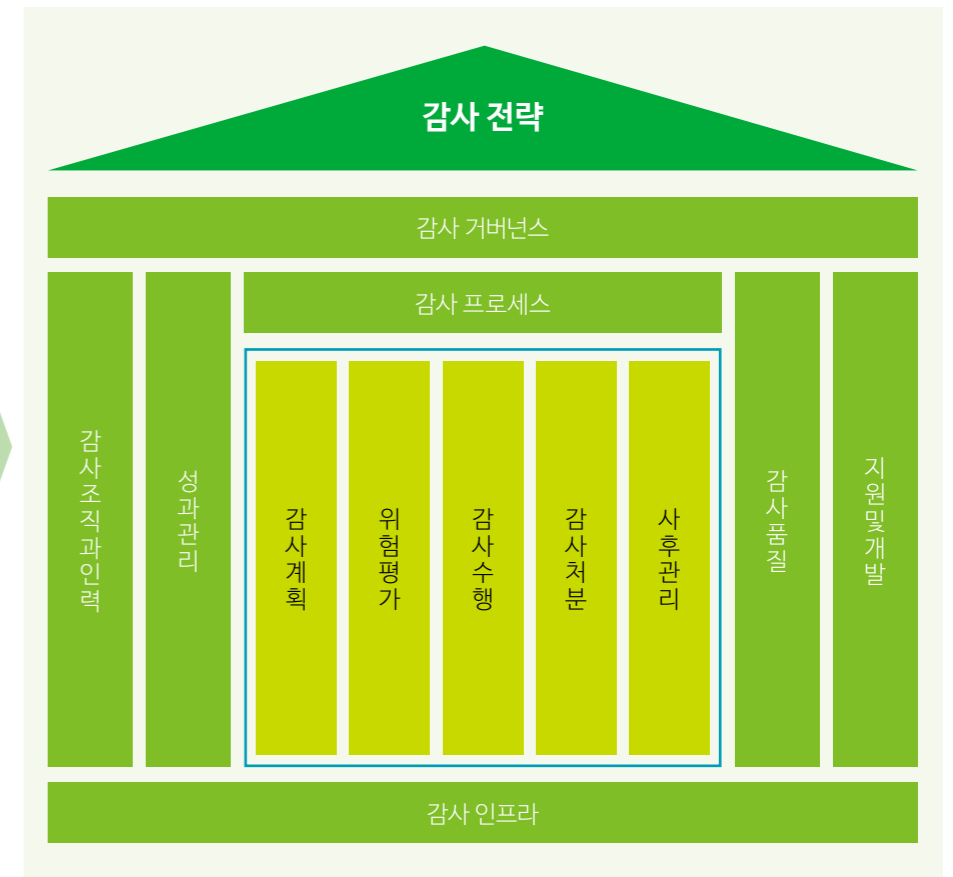 감사 전략
감사 거버넌스
감사조직과인력
성과관리
감사 프로세스
감사계획
위험평가
감사수행
감사처분
사후관리
감사품질
지원및개발
감사 인프라